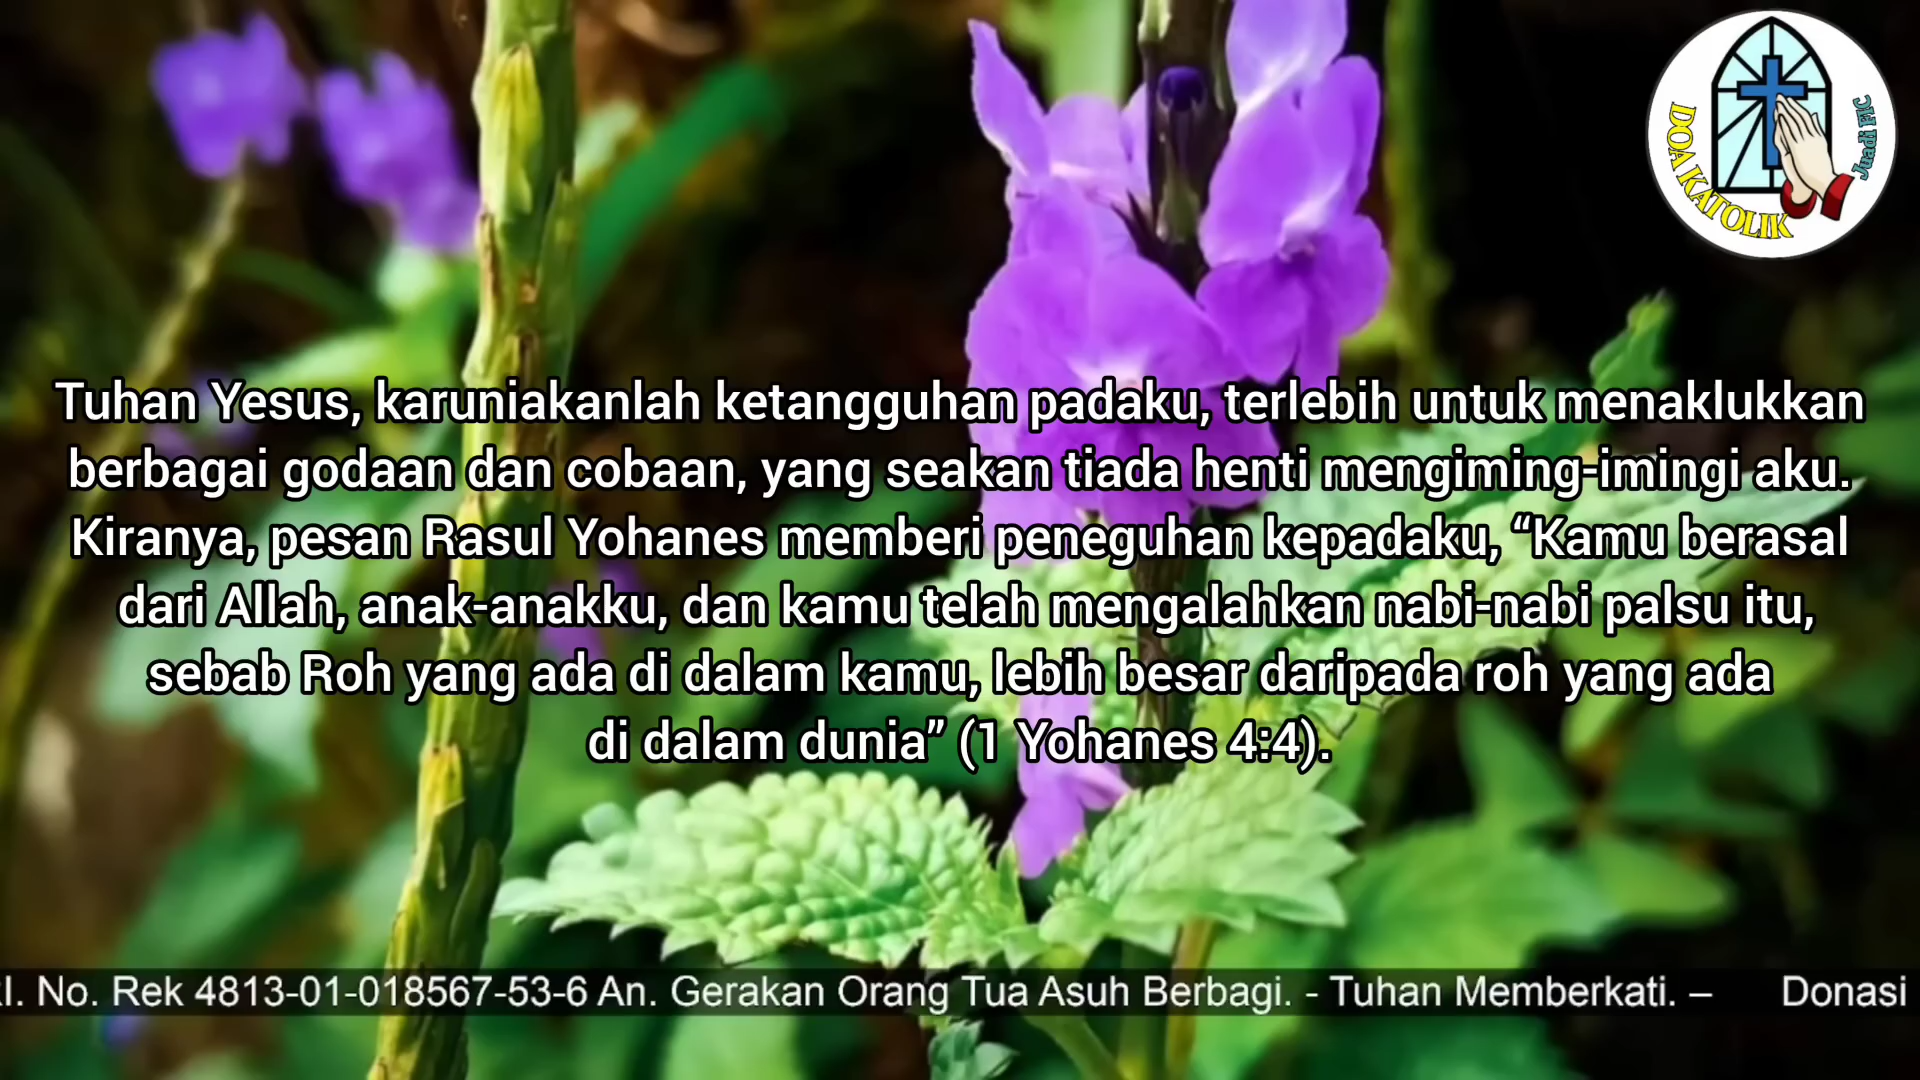 DOA KATOLIK
Juadi FIC
Tuhan Yesus, karuniakanlah ketangguhan padaku, terlebih untuk menaklukkan
berbagai godaan dan cobaan, yang seakan tiada henti mengiming-imingi aku.
Kiranya, pesan Rasul Yohanes memberi peneguhan kepadaku, “Kamu berasal
dari Allah, anak-anakku, dan kamu telah mengalahkan nabi-nabi palsu itu,
sebab Roh yang ada di dalam kamu, lebih besar daripada roh yang ada
di dalam dunia” (1 Yohanes 4:4).
No. Rek 4813-01-018567-53-6 An. Gerakan Orang Tua Asuh Berbagi. - Tuhan Memberkati. – Donasi